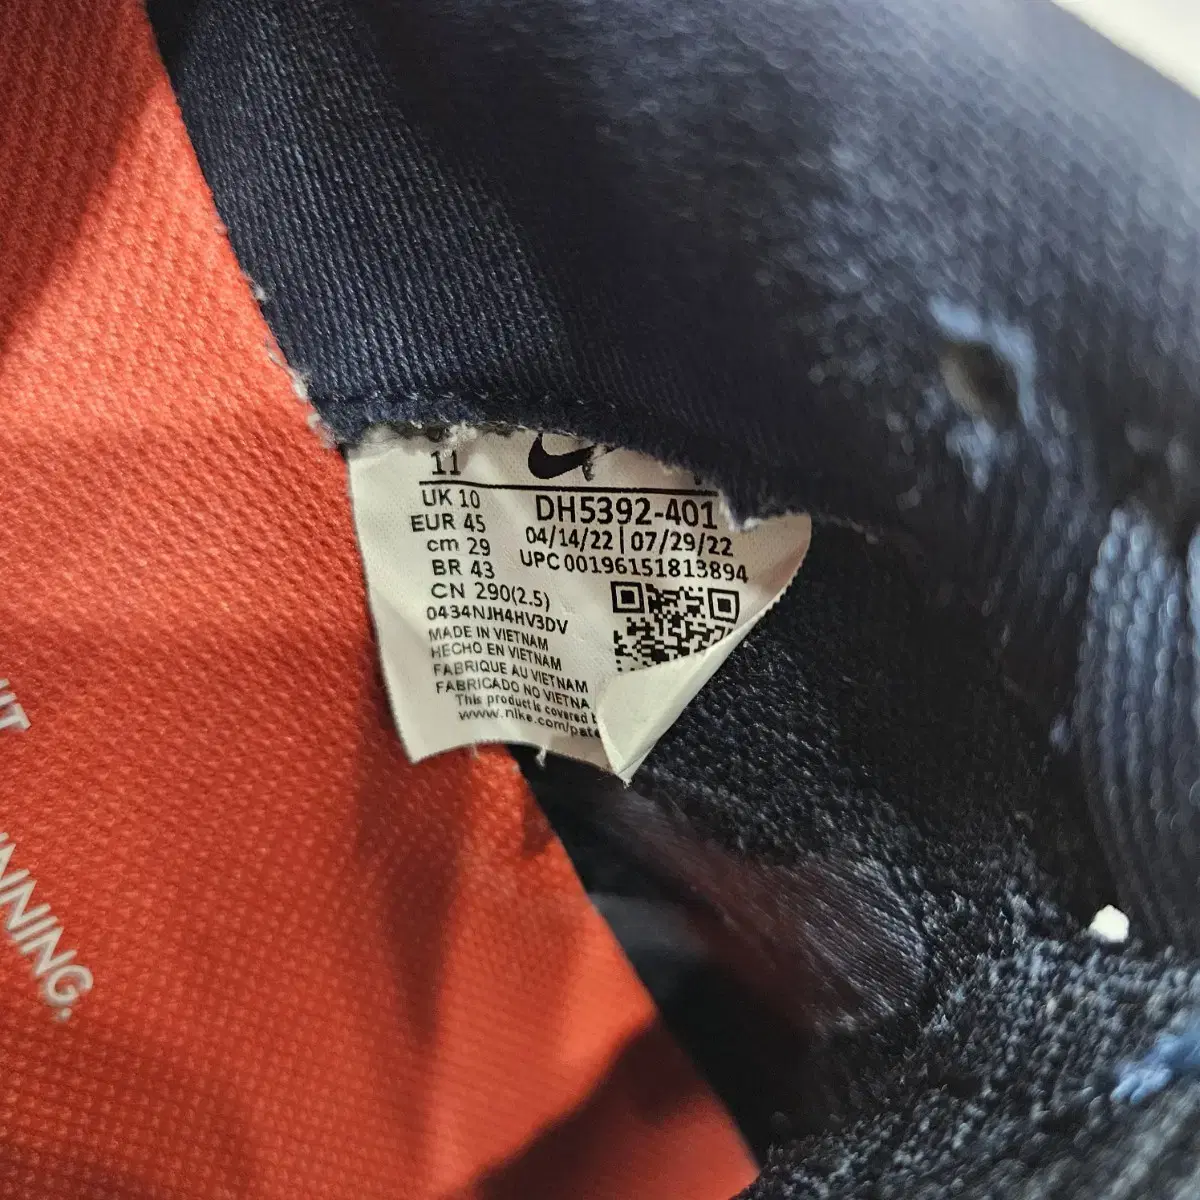 11
UK 10
EUR 45
cm 29
BR 43
CN 290(2.5)
0434NJH4HV3DV
MADE IN VIETNAM
HECHO EN VIETNAM
FABRIQUE AU VIETNAM
FABRICADO NO VIETNA
This product is covered b
www.nike.com/pate
DH5392-401
04/14/22 | 07/29/22
UPC 00196151813894
NNING.